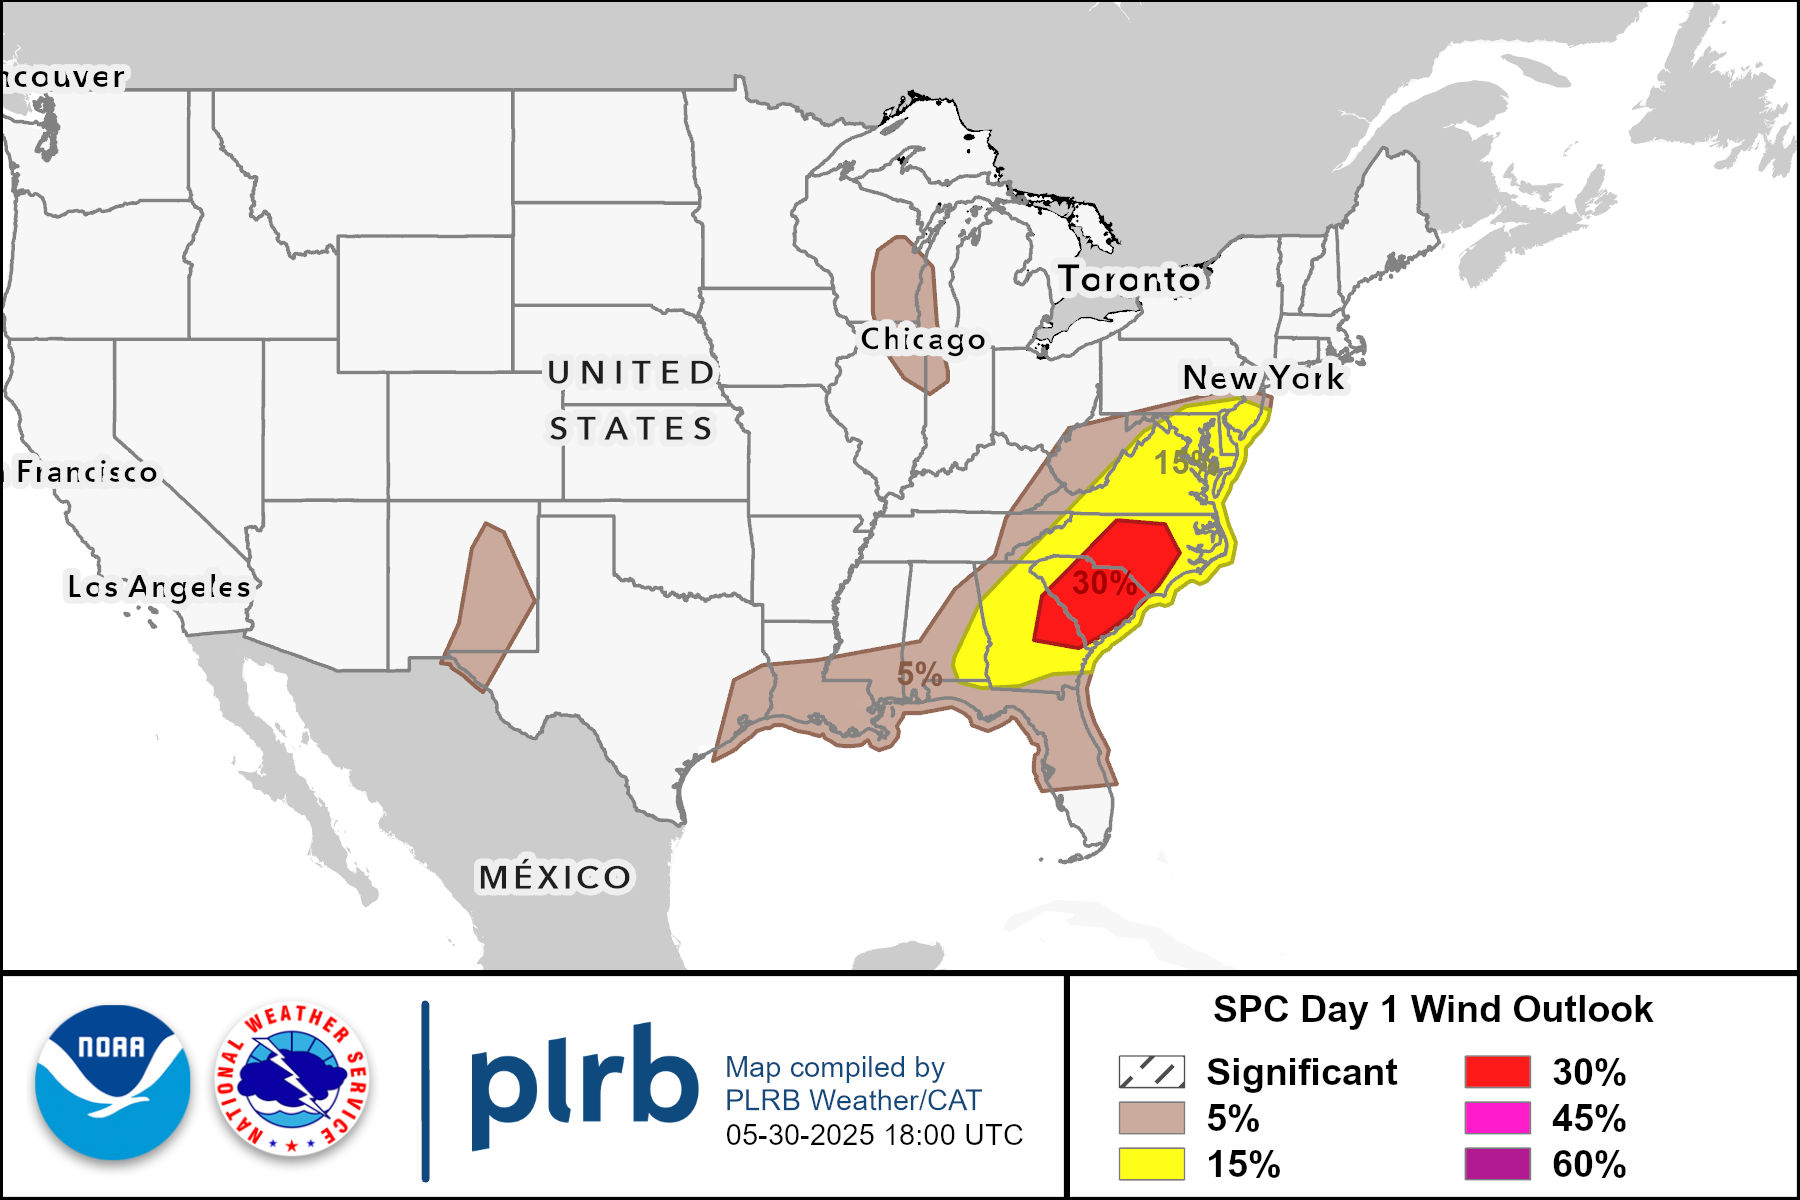 ncouver
Toronto
Chicago
UNITED
STATES
New York
n Francisco
15%
Los Angeles
30%
5%
MÉXICO
NOAA
NATIONAL WEATHER SERVICE
plrb
Map compiled by
PLRB Weather/CAT
05-30-2025 18:00 UTC
SPC Day 1 Wind Outlook
Significant
5%
15%
30%
45%
60%